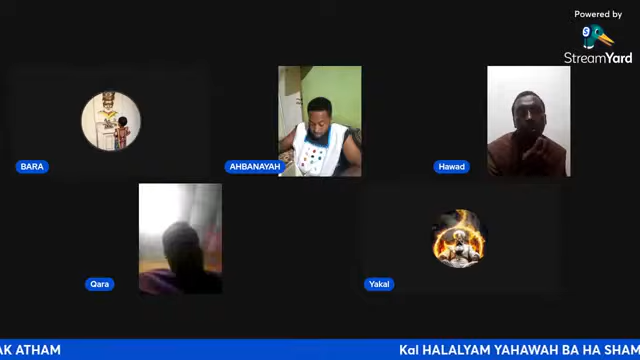 Powered by
StreamYard
BARA
AHBANAYAH
Hawad
Qara
Yakal
AK ATHAM
Kal HALALYAM YAHAWAH BA HA SHAM